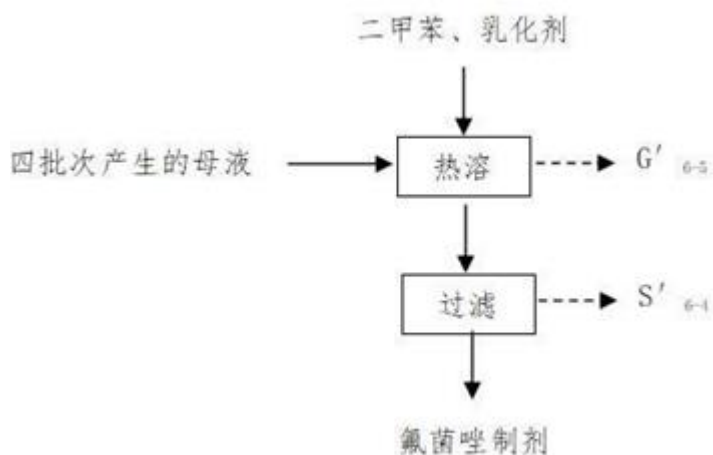 二甲苯、乳化剂
四批次产生的母液
热溶
G′ 6-5
过滤
S′ 6-4
氟菌唑制剂